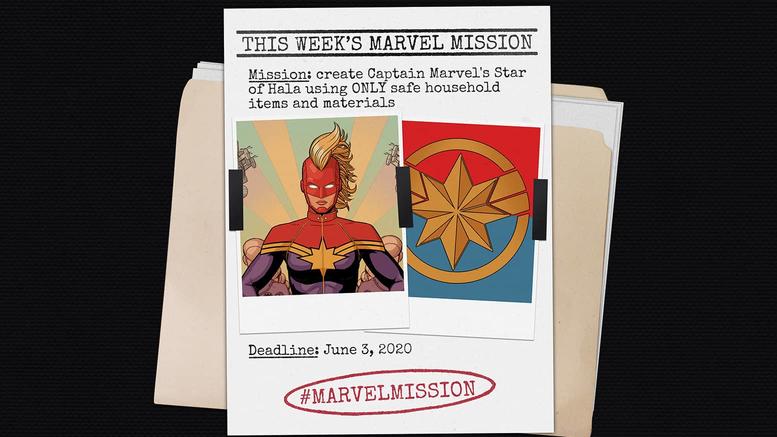 THIS WEEK'S MARVEL MISSION
Mission: create Captain Marvel's Star
of Hala using ONLY safe household
items and materials
Deadline: June 3, 2020
#MARVELMISSION